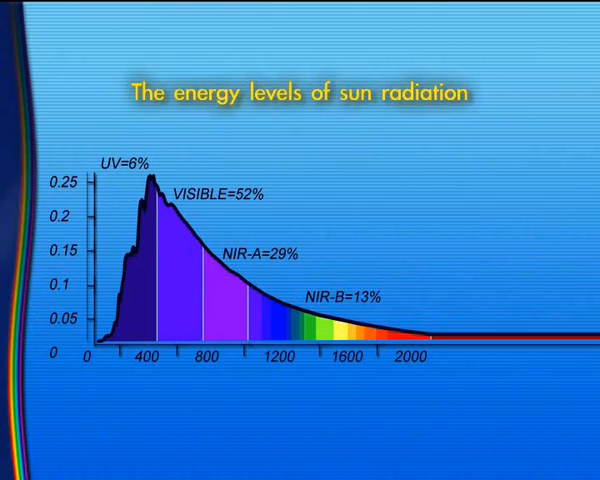 The energy levels of sun radiation
UV=6%
0.25
VISIBLE=52%
0.2
0.15
NIR-A=29%
0.1
NIR-B=13%
0.05
0
0 400 800 1200 1600 2000